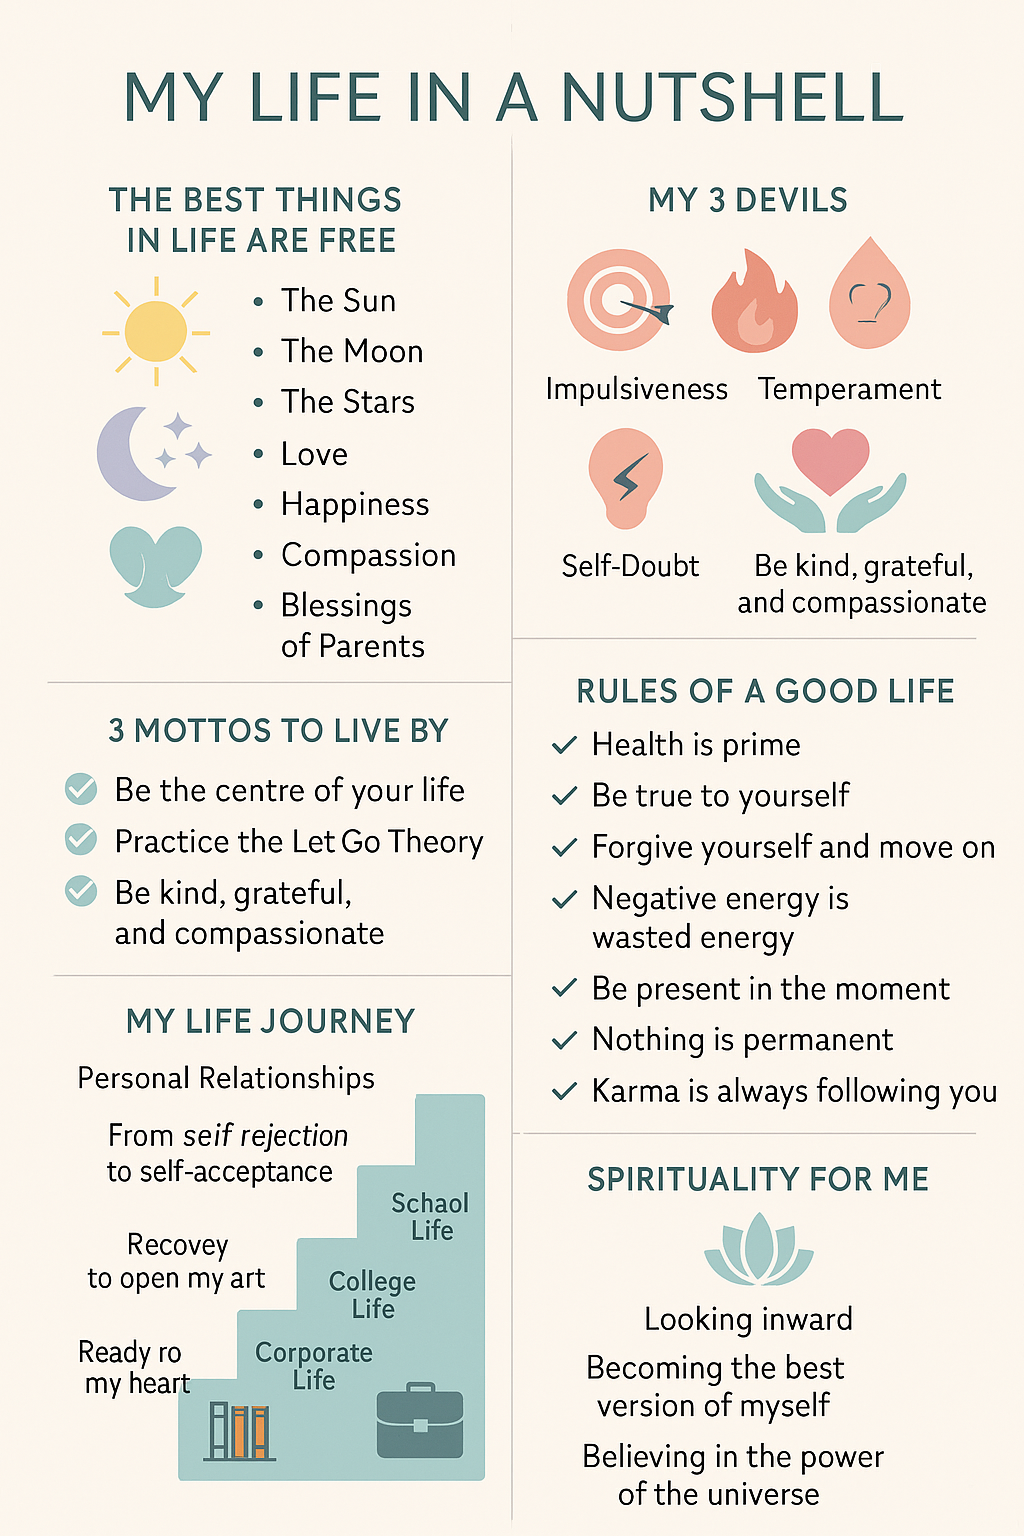 MY LIFE IN A NUTSHELL
THE BEST THINGS
IN LIFE ARE FREE
• The Sun
• The Moon
• The Stars
• Love
• Happiness
• Compassion
• Blessings
of Parents
3 MOTTOS TO LIVE BY
Be the centre of your life
Practice the Let Go Theory
Be kind, grateful,
and compassionate
MY LIFE JOURNEY
Personal Relationships
From seif rejection
to self-acceptance
Schaol
Life
Recovey
to open my art
College
Life
Ready ro
my heart
Corporate
Life
MY 3 DEVILS
Impulsiveness
Temperament
Self-Doubt
Be kind, grateful,
and compassionate
RULES OF A GOOD LIFE
Health is prime
Be true to yourself
Forgive yourself and move on
Negative energy is
wasted energy
Be present in the moment
Nothing is permanent
Karma is always following you
SPIRITUALITY FOR ME
Looking inward
Becoming the best
version of myself
Believing in the power
of the universe